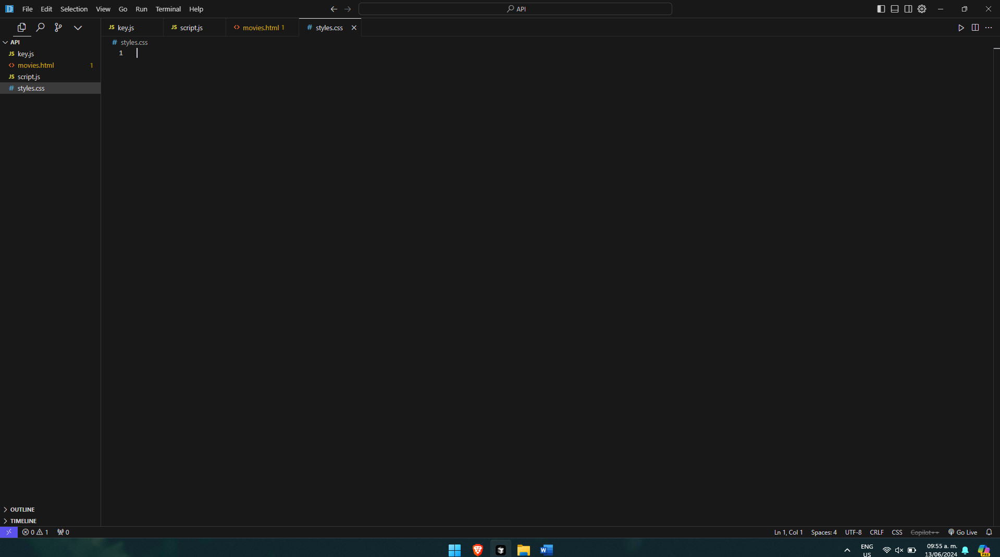 File Edit Selection View Go Run Terminal Help
API
JS key.js
JS script.js
<> movies.html 1
# styles.css
API
JS key.js
<> movies.html 1
JS script.js
# styles.css
# styles.css
1
OUTLINE
TIMELINE
0 1 0
Ln 1, Col 1 Spaces: 4 UTF-8 CRLF CSS Copilot++ Go Live
W
ENG
US
09:55 a. m.
13/06/2024
PRE